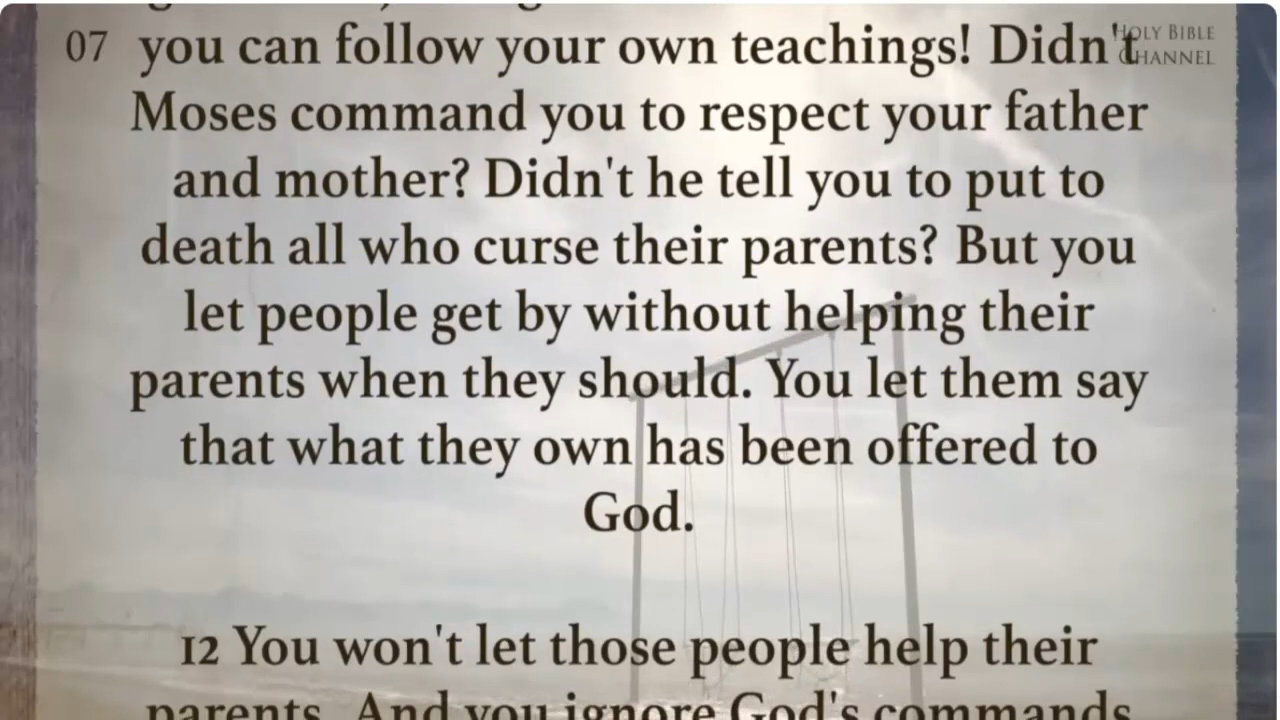 07
HOLY BIBLE
CHANNEL
you can follow your own teachings! Didn't
Moses command you to respect your father
and mother? Didn't he tell you to put to
death all who curse their parents? But you
let people get by without helping their
parents when they should. You let them say
that what they own has been offered to
God.
12 You won't let those people help their
parents. And you ignore God's commands